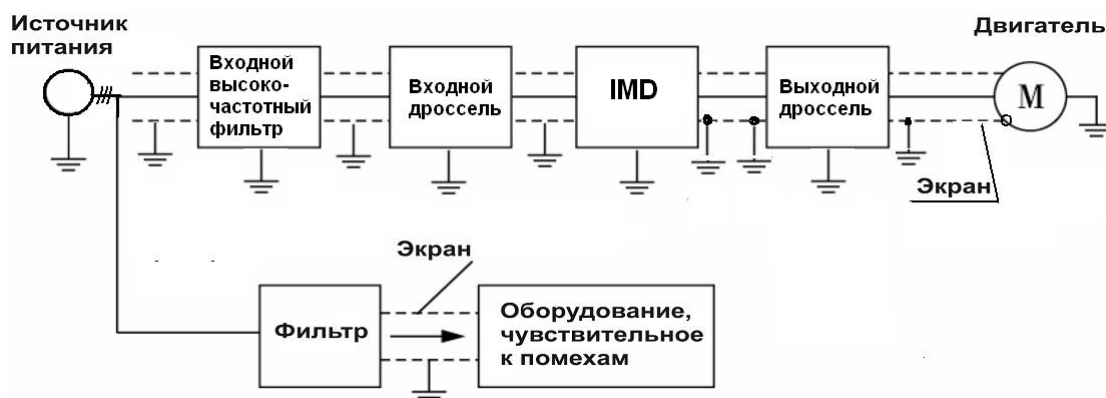 Источник
питания
Двигатель
Входной
высоко-
частотный
фильтр
Входной
дроссель
IMD
Выходной
дроссель
M
Экран
Экран
Фильтр
Оборудование,
чувствительное
к помехам